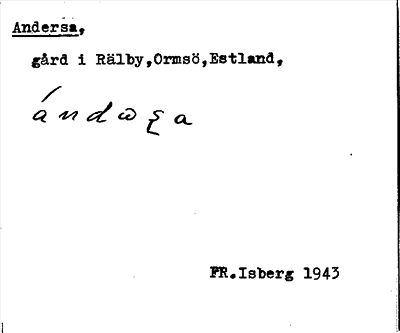 Andersa,
gård i Rälby,Ormsö,Estland,
FR.Isberg 1943